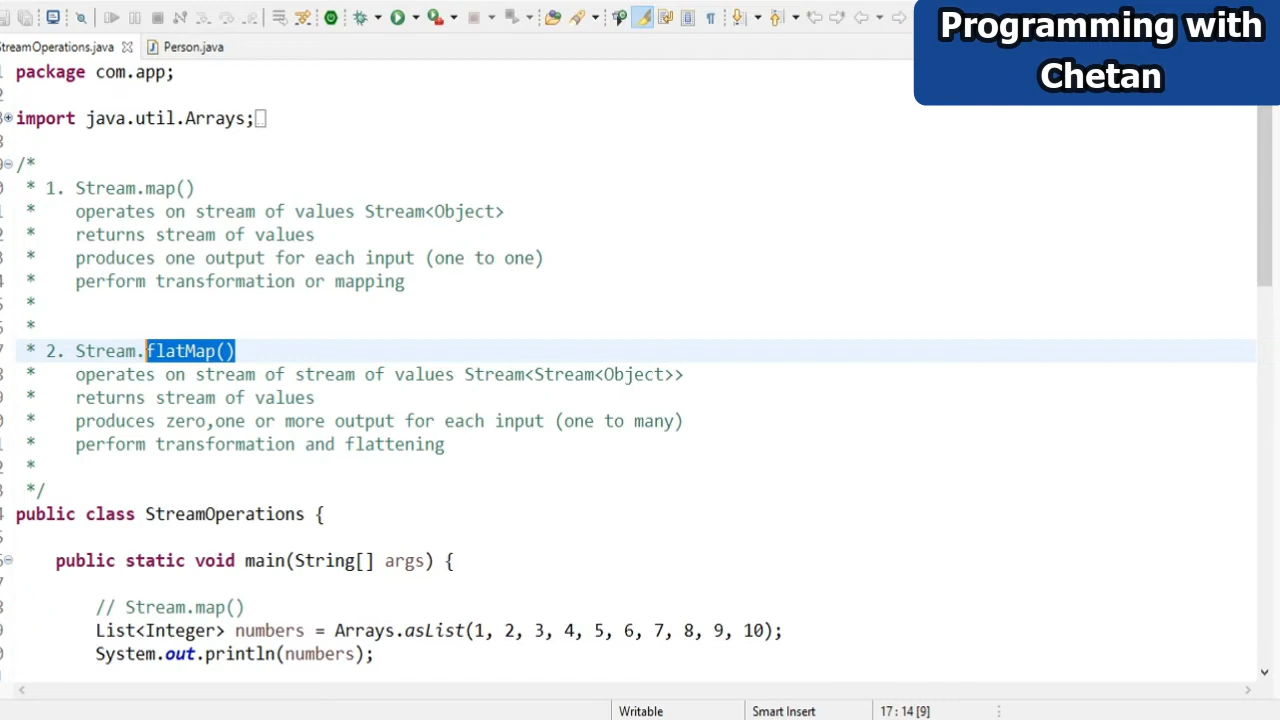 Programming with
Chetan
StreamOperations.java
Person.java
package com.app;
import java.util.Arrays;
/*
* 1. Stream.map()
* operates on stream of values Stream<Object>
* returns stream of values
* produces one output for each input (one to one)
* perform transformation or mapping
*
*
* 2. Stream.flatMap()
* operates on stream of stream of values Stream<Stream<Object>>
* returns stream of values
* produces zero,one or more output for each input (one to many)
* perform transformation and flattening
*
*/
public class StreamOperations {
public static void main(String[] args) {
// Stream.map()
List<Integer> numbers = Arrays.asList(1, 2, 3, 4, 5, 6, 7, 8, 9, 10);
System.out.println(numbers);
Writable
Smart Insert
17 : 14 [9]